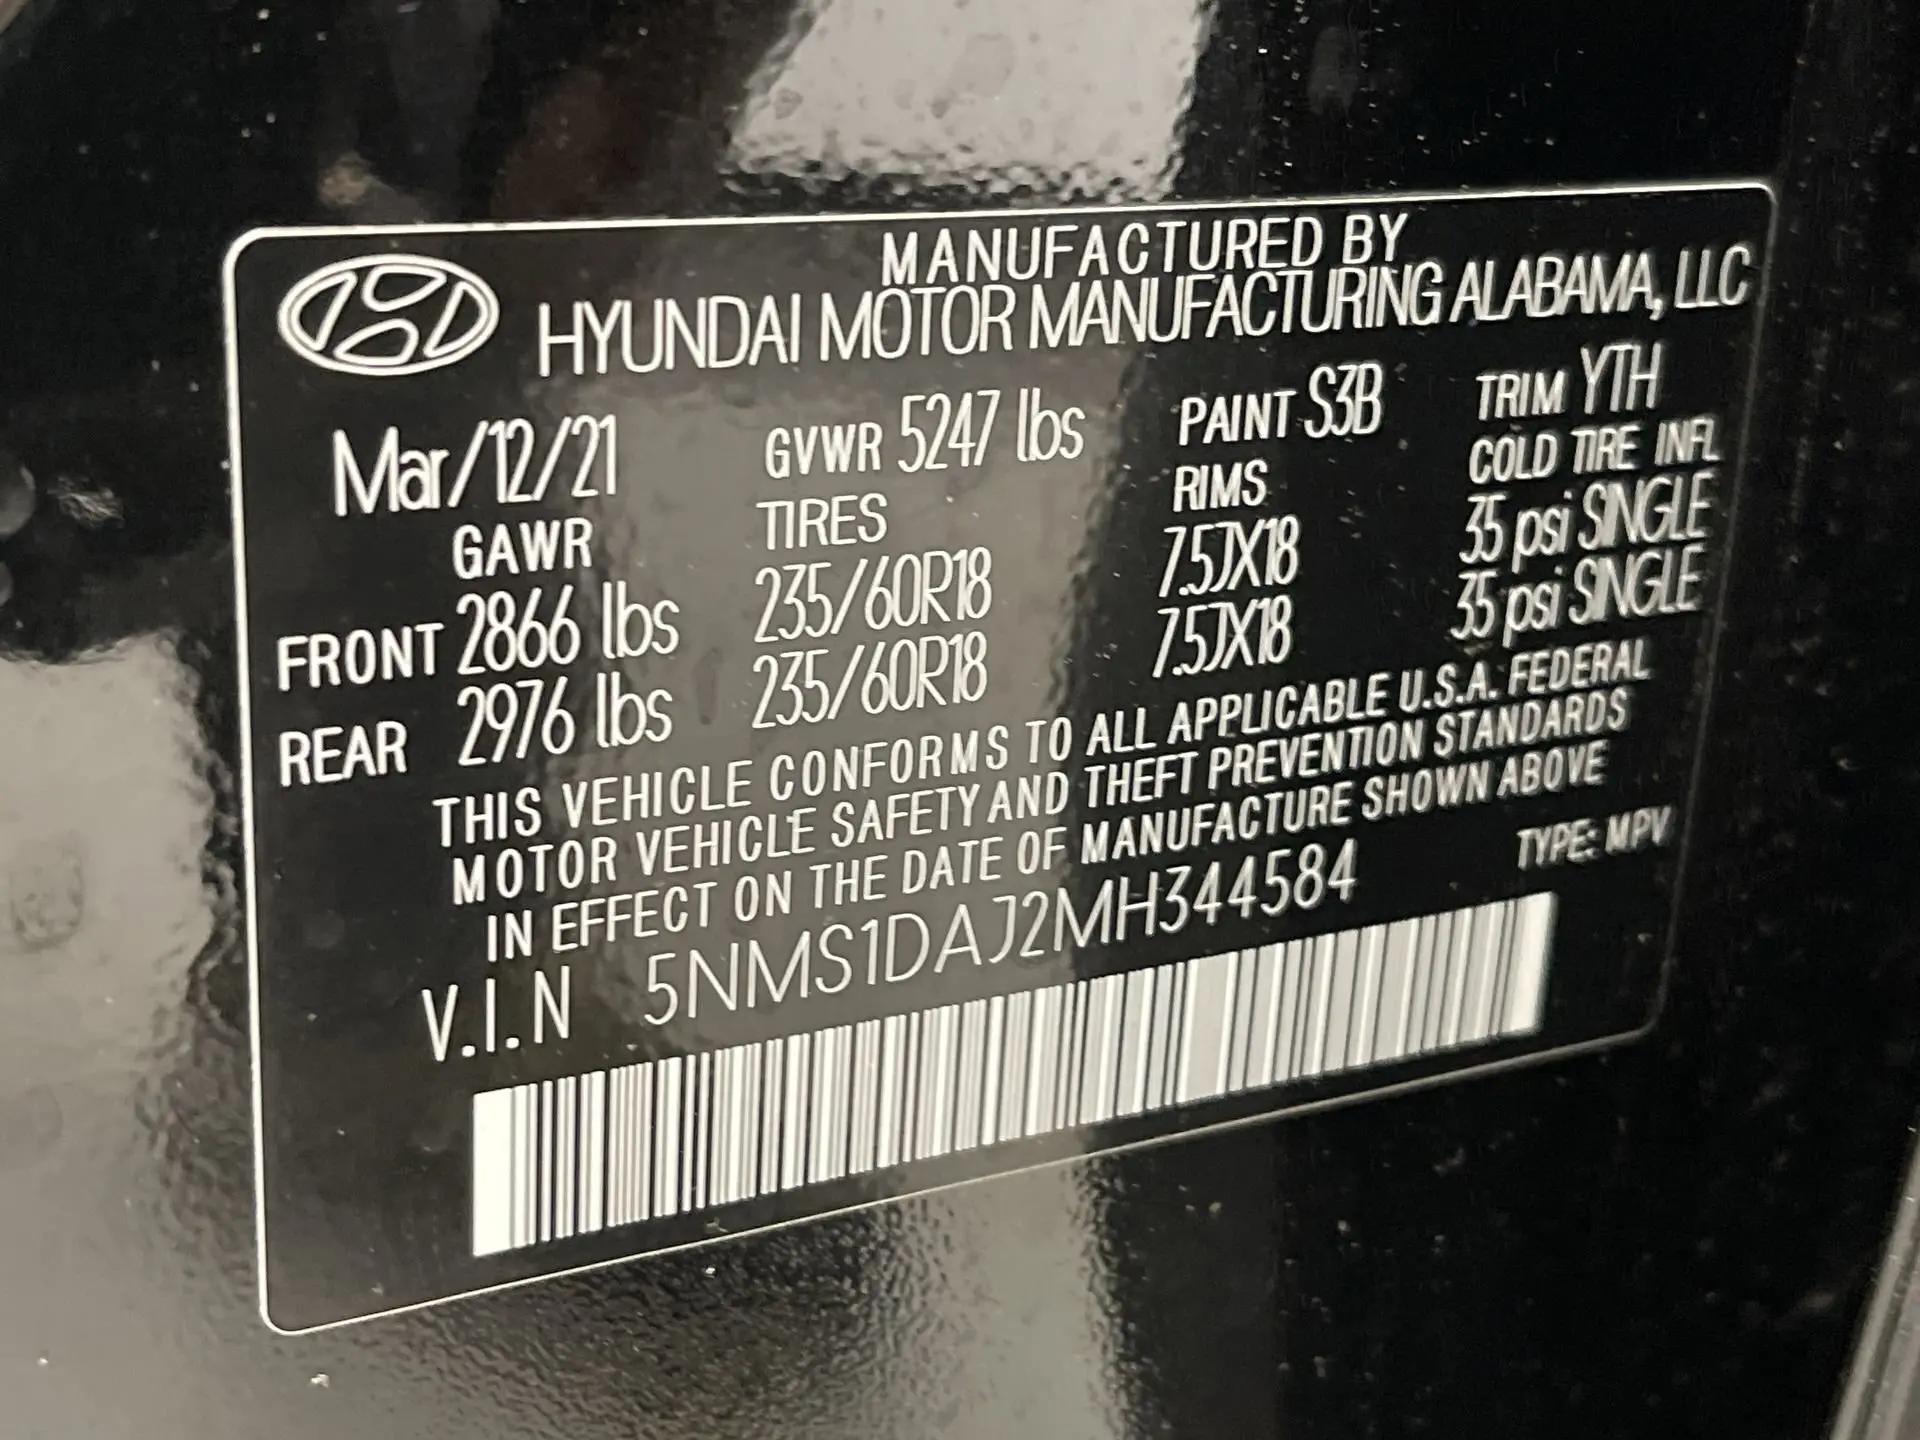 MANUFACTURED BY
HYUNDAI MOTOR MANUFACTURING ALABAMA, LLC
Mar/12/21 GVWR 5247 lbs PAINT S3B TRIM YTH
GAWR TIRES RIMS COLD TIRE INFL
FRONT 2866 lbs 235/60R18 7.5JX18 35 psi SINGLE
REAR 2976 lbs 235/60R18 7.5JX18 35 psi SINGLE
THIS VEHICLE CONFORMS TO ALL APPLICABLE U.S.A. FEDERAL
MOTOR VEHICLE SAFETY AND THEFT PREVENTION STANDARDS
IN EFFECT ON THE DATE OF MANUFACTURE SHOWN ABOVE
V.I.N 5NMS1DAJ2MH344584 TYPE: MPV